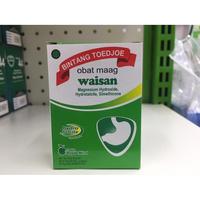 BINTANG TOEDJOE
obat maag
waisan
Magnesium Hydroxide,
Hydrotalcite, Simethicone